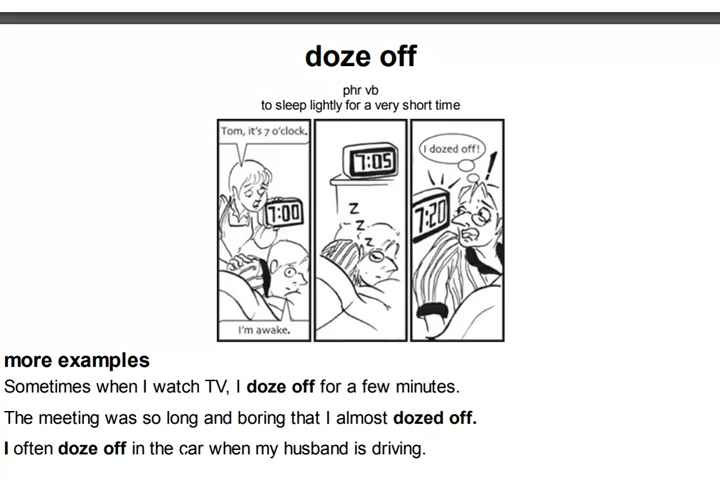 doze off
phr vb
to sleep lightly for a very short time
Tom, it's 7 o'clock.
7:00
I'm awake.
7:05
Z
Z
Z
I dozed off!
!
7:20
more examples
Sometimes when I watch TV, I doze off for a few minutes.
The meeting was so long and boring that I almost dozed off.
I often doze off in the car when my husband is driving.